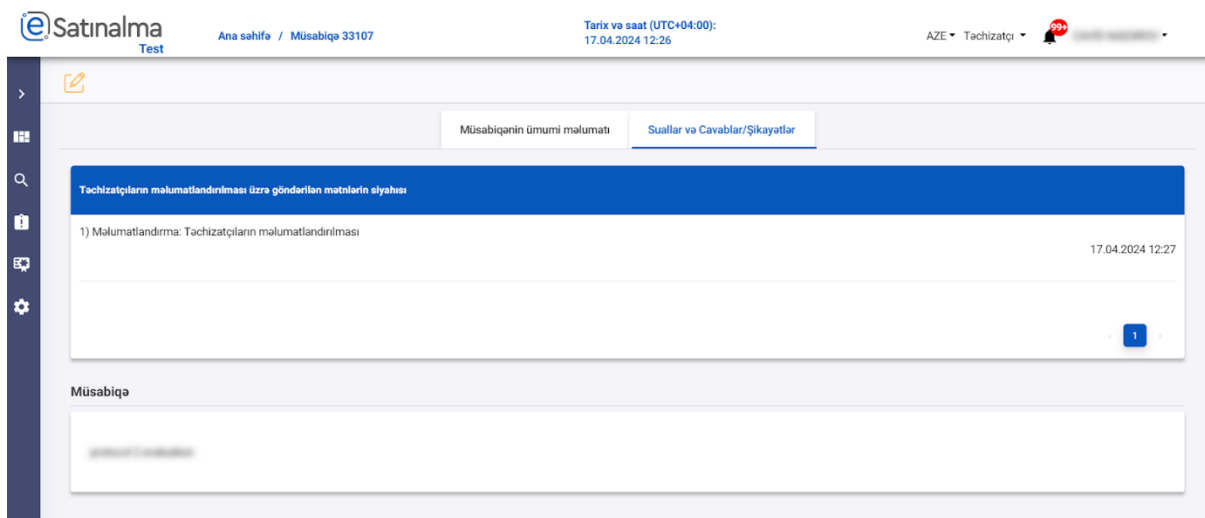 e Satınalma
Test
Ana səhifə / Müsabiqə 33107
Tarix və saat (UTC+04:00):
17.04.2024 12:26
AZE
Təchizatçı
99+
Müsabiqənin ümumi məlumatı
Suallar və Cavablar/Şikayətlər
Təchizatçıların məlumatlandırılması üzrə göndərilən mətnlərin siyahısı
1) Məlumatlandırma: Təchizatçıların məlumatlandırılması
17.04.2024 12:27
1
Müsabiqə